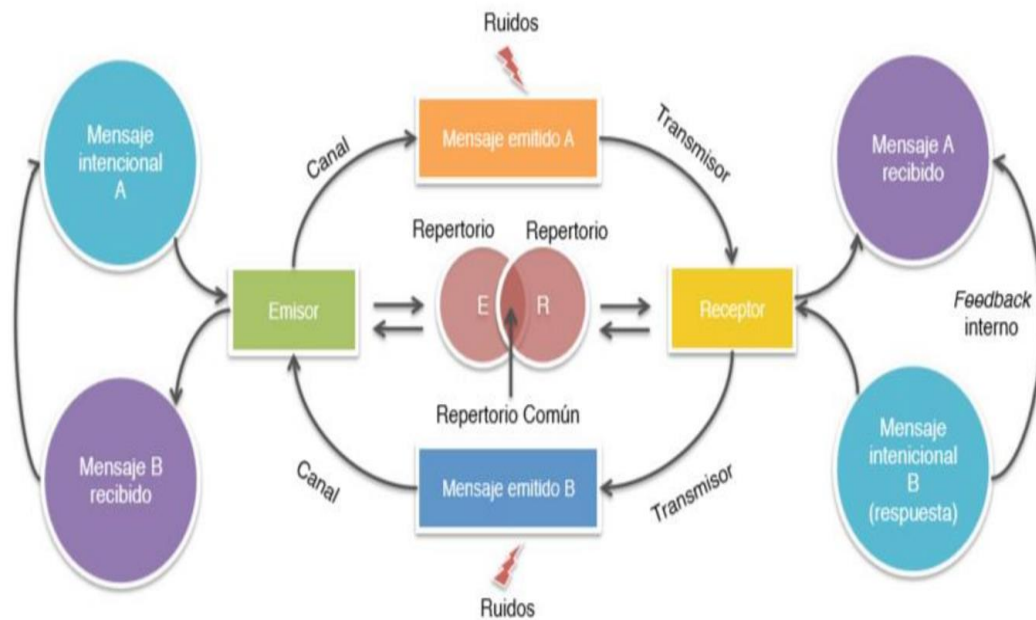 Ruidos
Mensaje
intencional
A
Canal
Mensaje emitido A
Transmisor
Mensaje A
recibido
Repertorio
Repertorio
Emisor
E
R
Receptor
Feedback
interno
Repertorio Común
Mensaje B
recibido
Canal
Mensaje emitido B
Transmisor
Mensaje
intenicional
B
(respuesta)
Ruidos